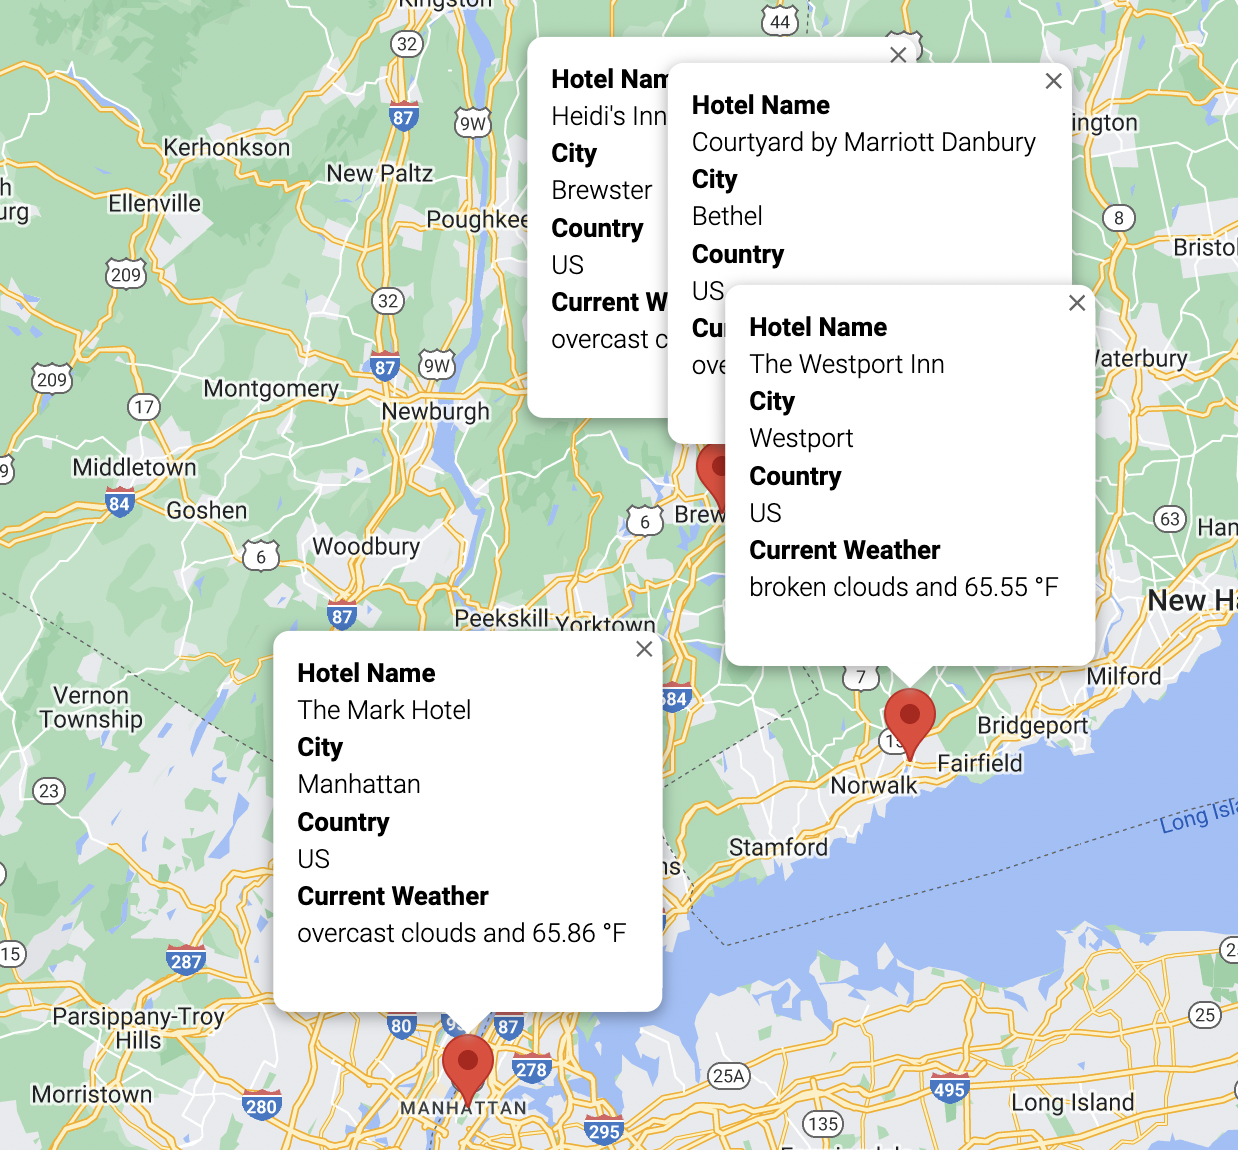 Kingston
44
32
87
9W
Kerhonkson
New Paltz
Ellenville
Poughkee
209
32
87
9W
209
17
Montgomery
Newburgh
Middletown
84
Goshen
6
Woodbury
87
Peekskill
Yorktown
6
Brew
ington
8
Bristol
Waterbury
63
Ham
New Ha
Milford
Bridgeport
Fairfield
Norwalk
7
684
Stamford
Long Isla
Vernon
Township
23
15
287
Parsippany-Troy
Hills
Morristown
280
80
87
278
MANHATTAN
295
25A
495
25
135
Long Island
Hotel Nam
Heidi's Inn
City
Brewster
Country
US
Current W
overcast c
Hotel Name
Courtyard by Marriott Danbury
City
Bethel
Country
US
Cur
ove
Hotel Name
The Westport Inn
City
Westport
Country
US
Current Weather
broken clouds and 65.55 °F
Hotel Name
The Mark Hotel
City
Manhattan
Country
US
Current Weather
overcast clouds and 65.86 °F